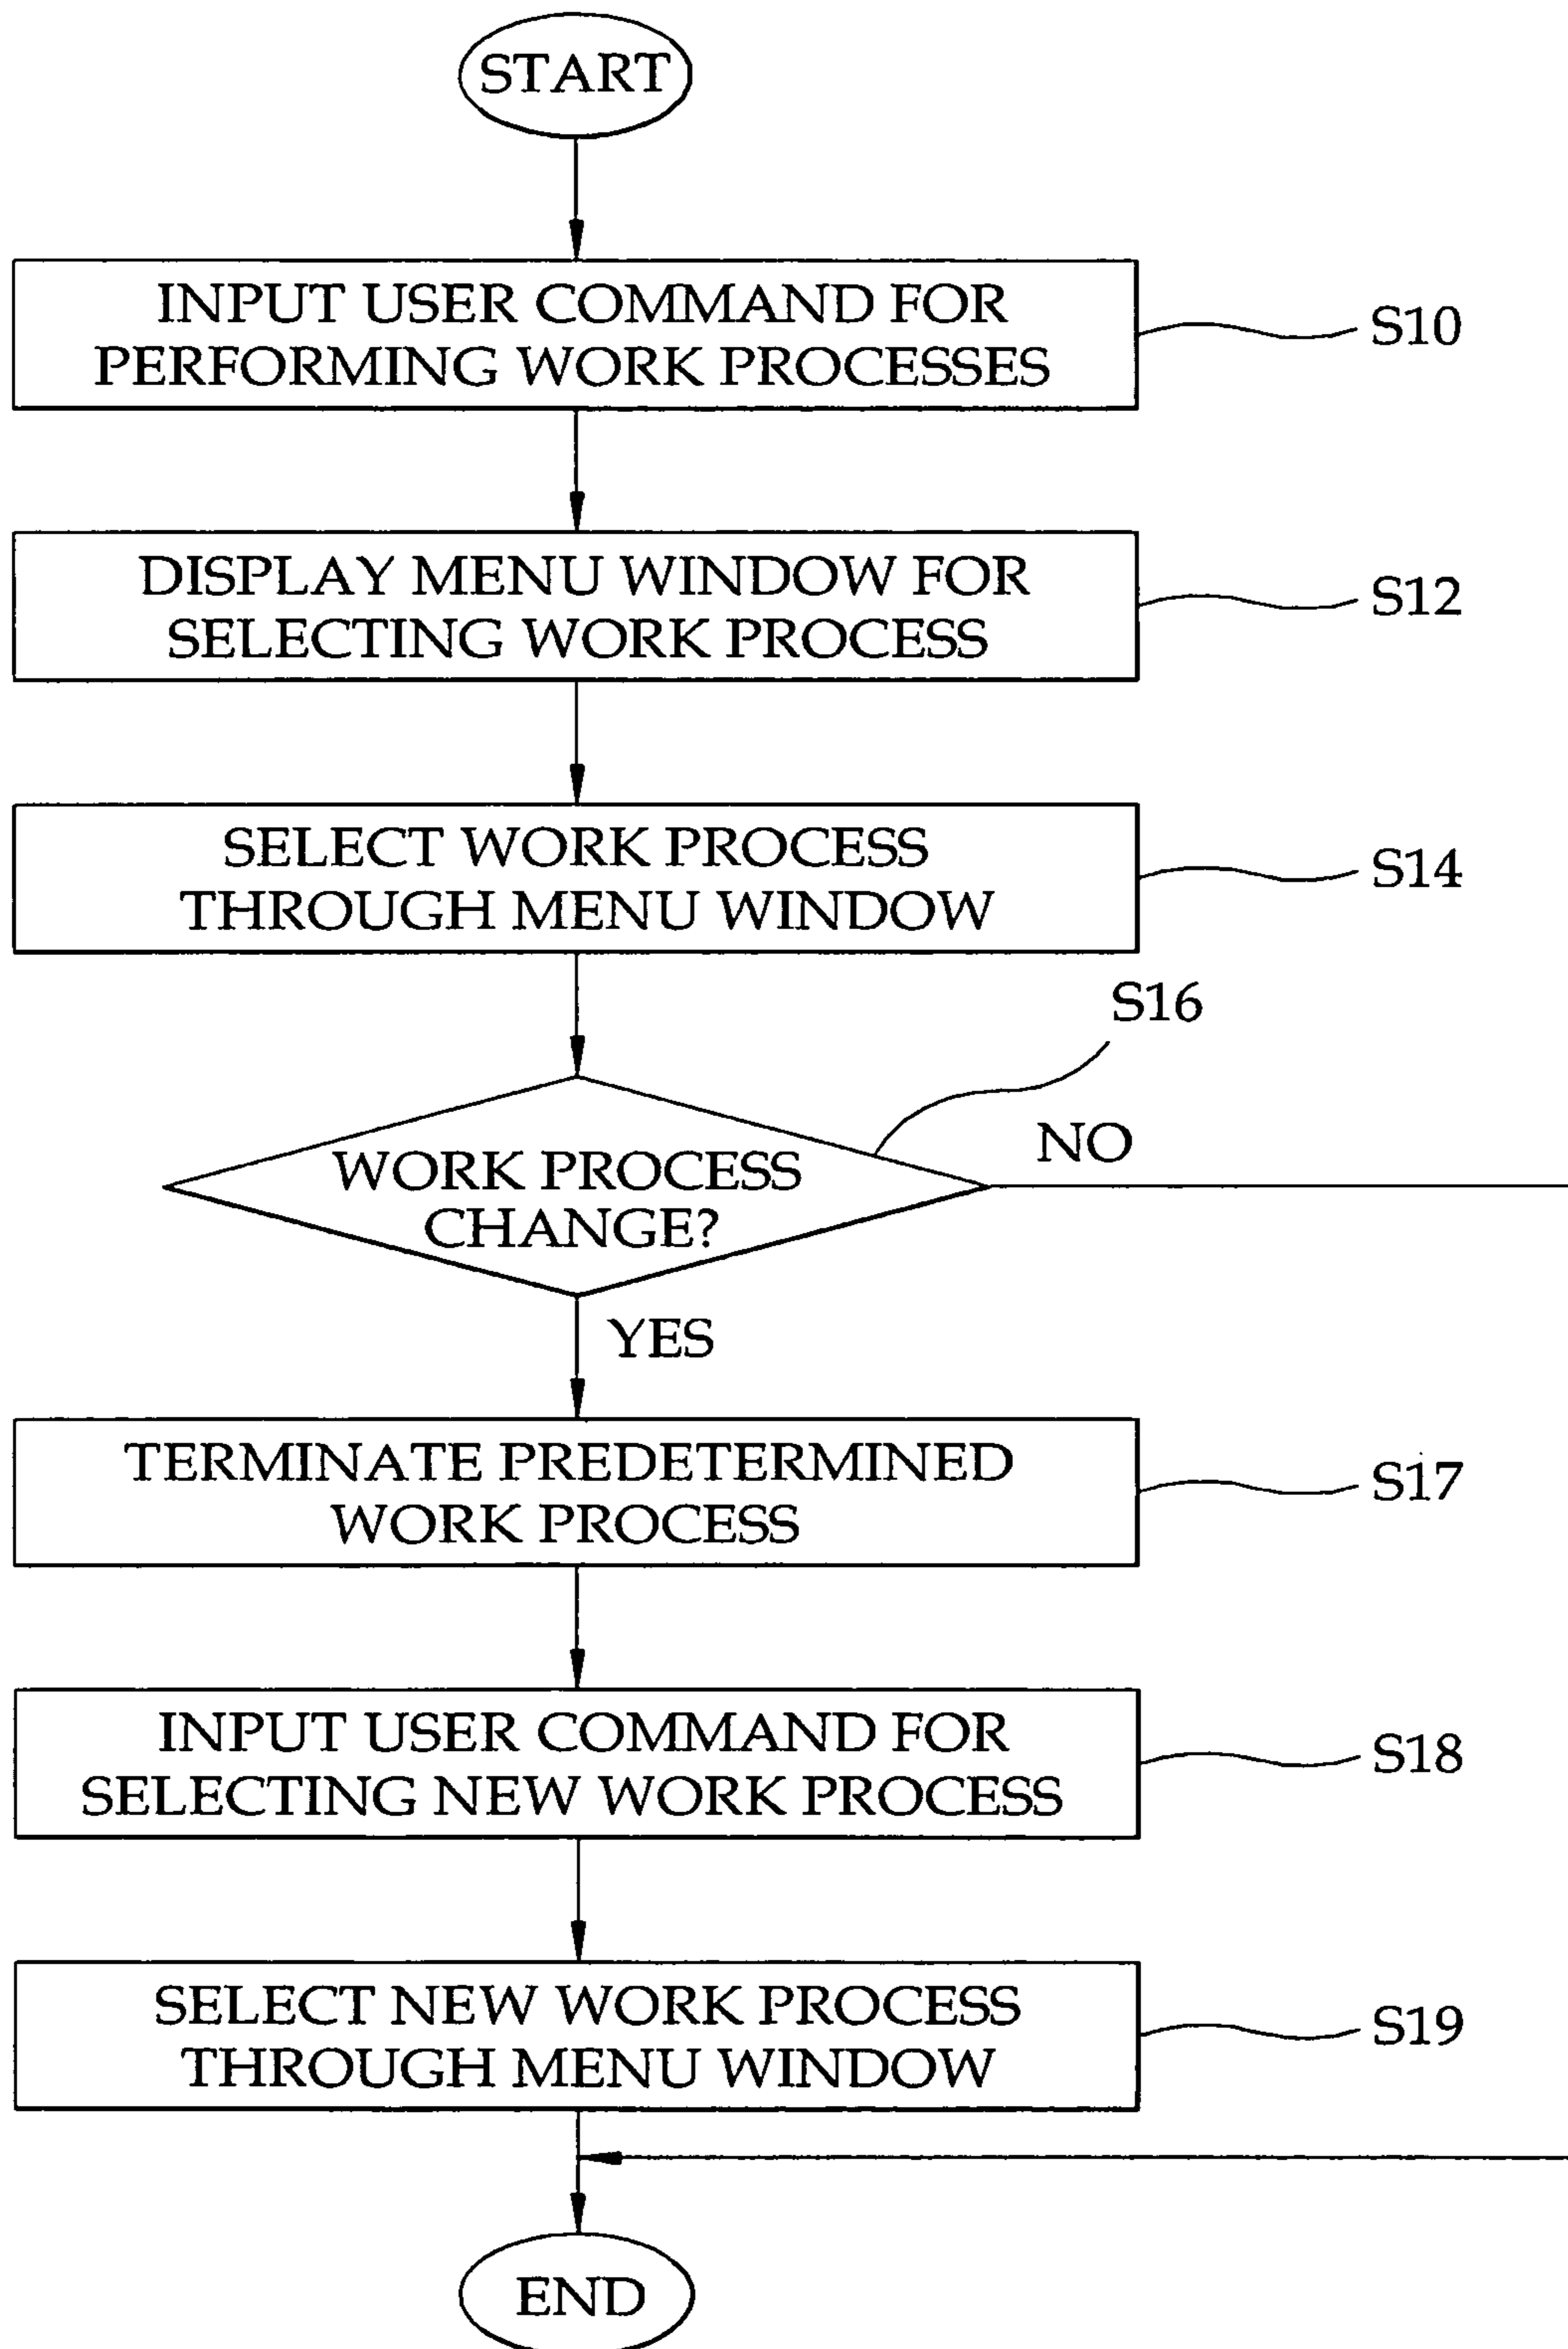 START
INPUT USER COMMAND FOR
PERFORMING WORK PROCESSES
S10
DISPLAY MENU WINDOW FOR
SELECTING WORK PROCESS
S12
SELECT WORK PROCESS
THROUGH MENU WINDOW
S14
S16
WORK PROCESS
CHANGE?
NO
YES
TERMINATE PREDETERMINED
WORK PROCESS
S17
INPUT USER COMMAND FOR
SELECTING NEW WORK PROCESS
S18
SELECT NEW WORK PROCESS
THROUGH MENU WINDOW
S19
END